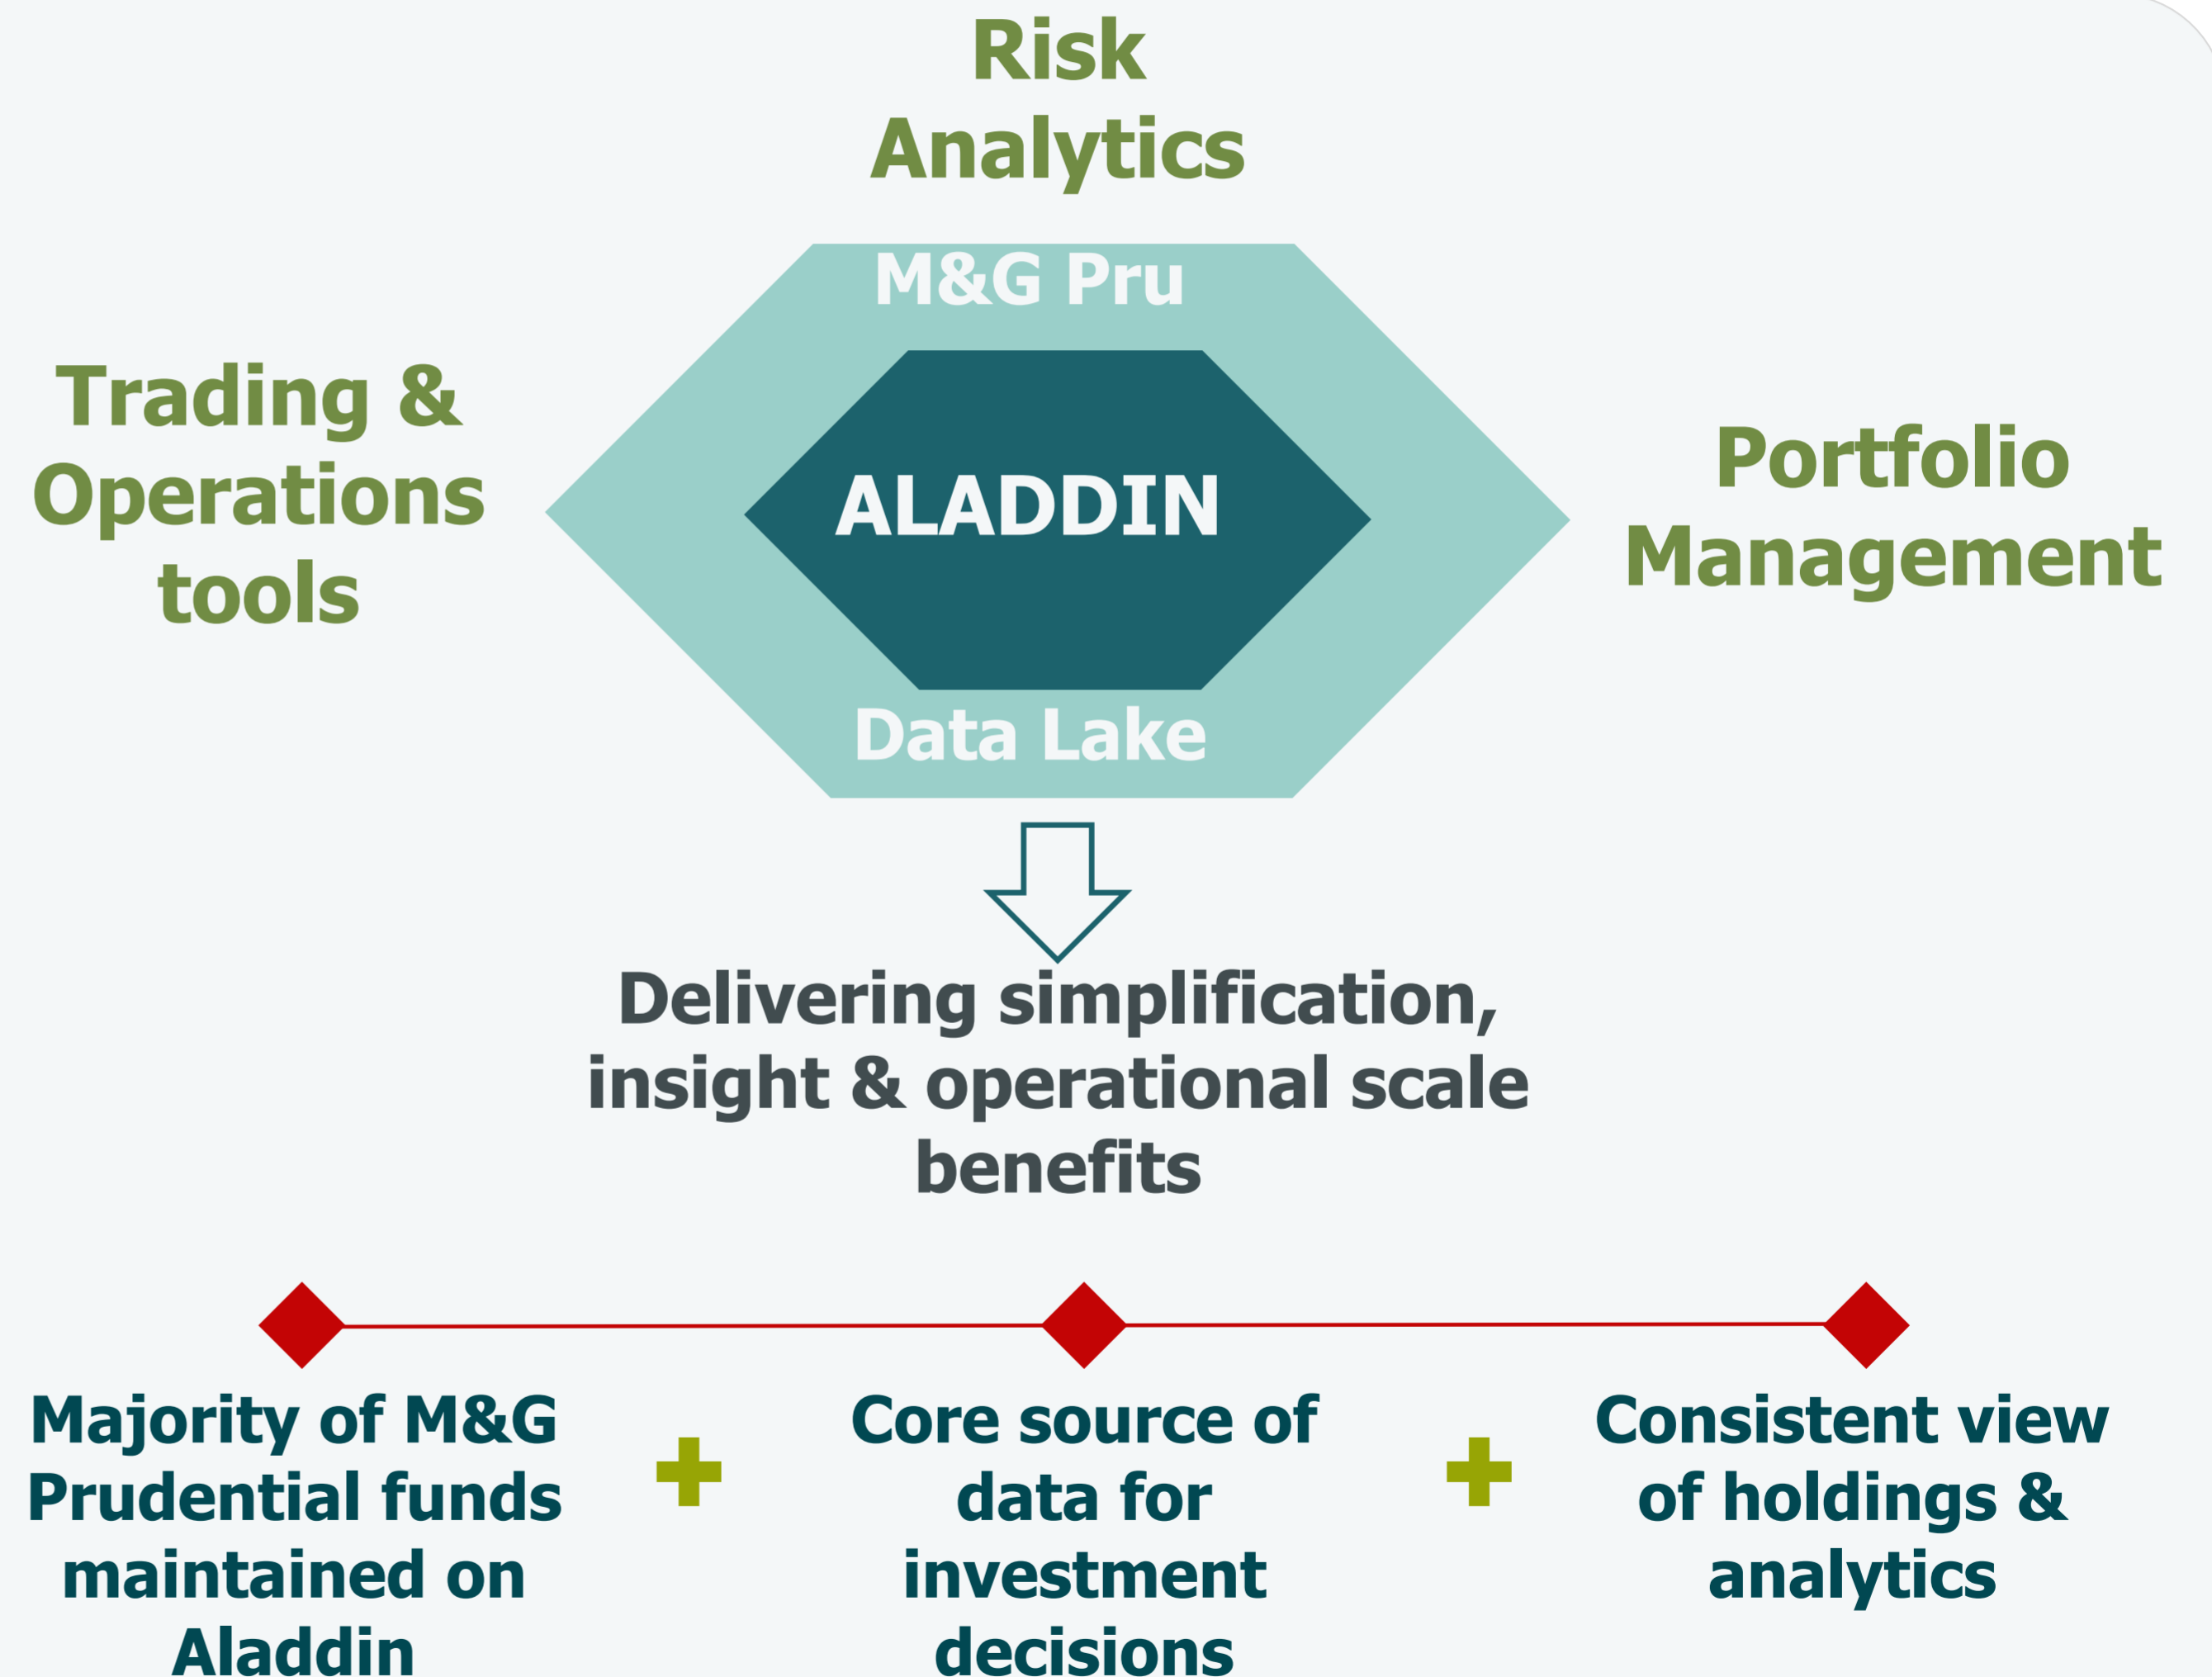 Risk
Analytics
M&G Pru
Trading &
Operations
tools
ALADDIN
Portfolio
Management
Data Lake
Delivering simplification,
insight & operational scale
benefits
Majority of M&G
Prudential funds
maintained on
Aladdin
+
Core source of
data for
investment
decisions
+
Consistent view
of holdings &
analytics